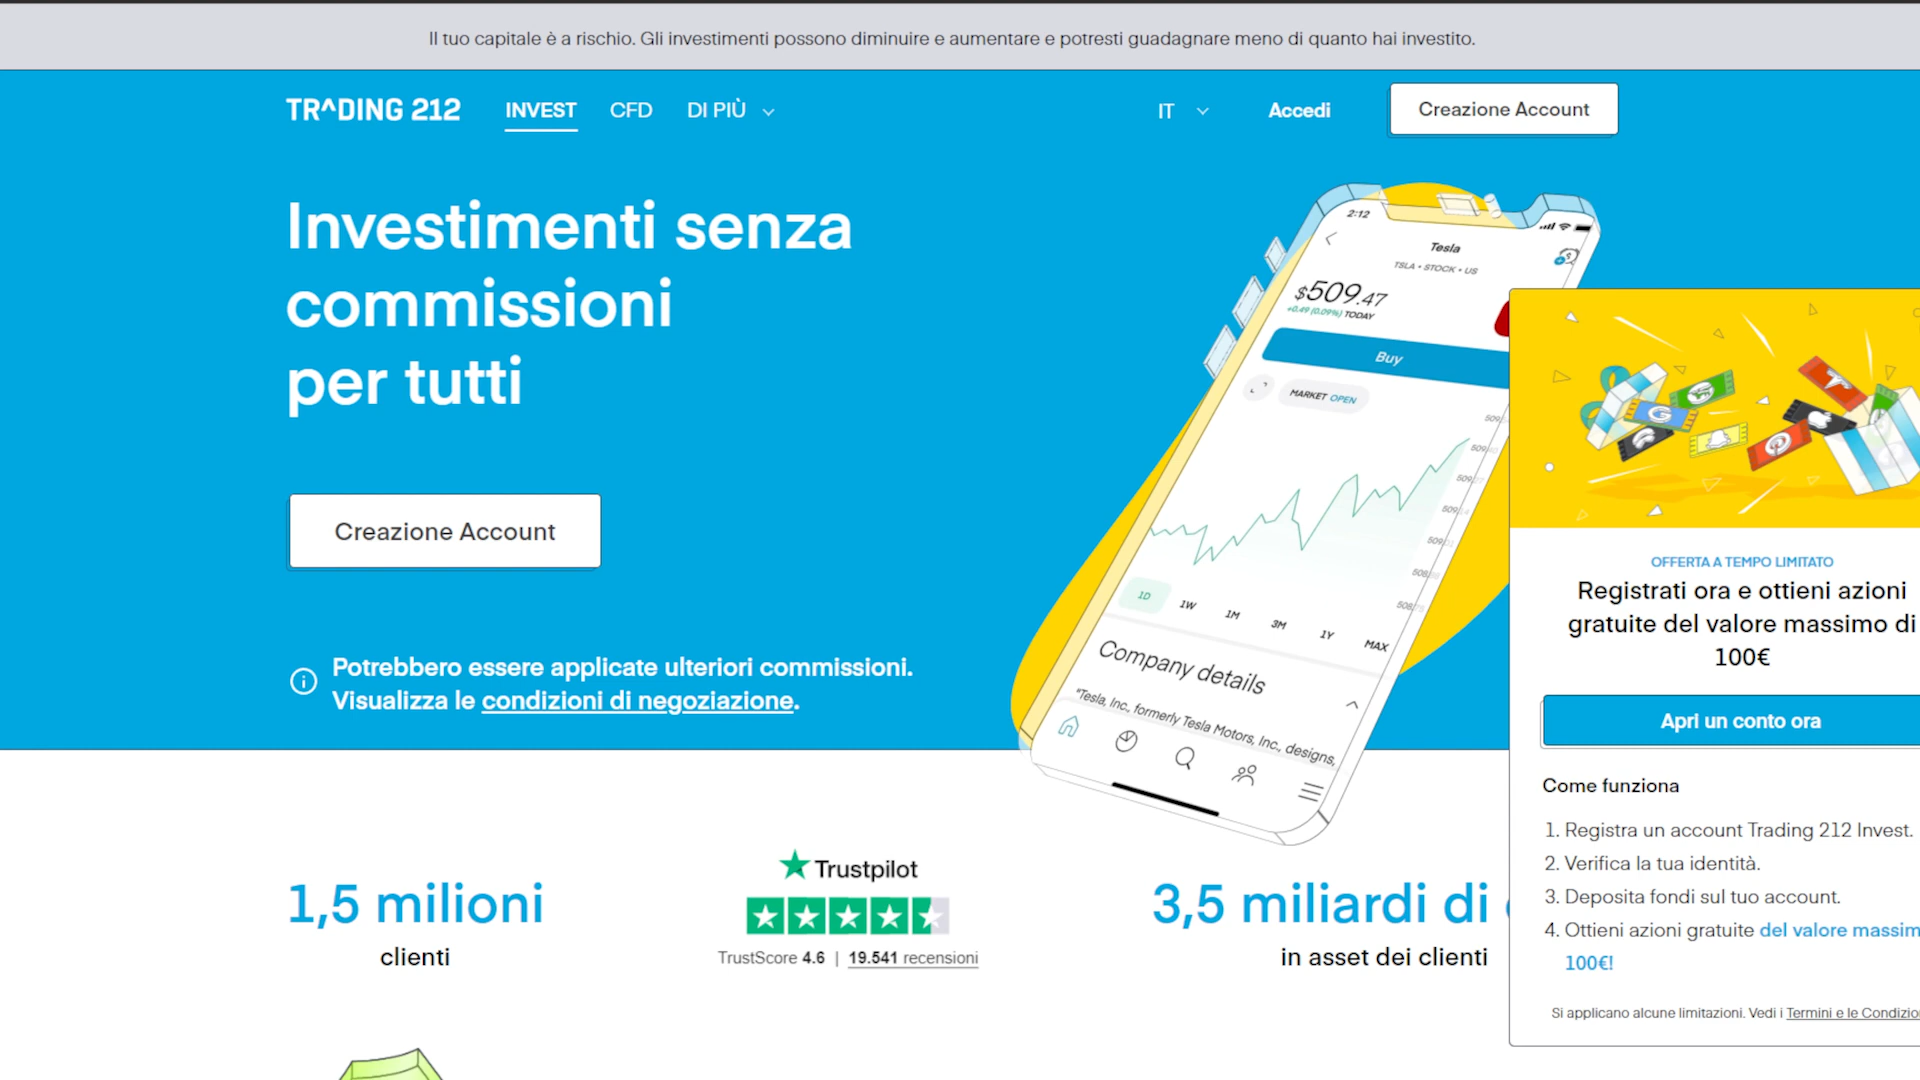 Il tuo capitale è a rischio. Gli investimenti possono diminuire e aumentare e potresti guadagnare meno di quanto hai investito.
TR^DING 212
INVEST
CFD
DI PIÙ
IT
Accedi
Creazione Account
Investimenti senza
commissioni
per tutti
Creazione Account
Potrebbero essere applicate ulteriori commissioni.
Visualizza le condizioni di negoziazione.
2:12
Tesla
TSLA • STOCK • US
$509.47
+0.49 (0.09%) TODAY
Buy
MARKET OPEN
1D
1W
1M
3M
1Y
MAX
Company details
"Tesla, Inc., formerly Tesla Motors, Inc., designs,
OFFERTA A TEMPO LIMITATO
Registrati ora e ottieni azioni
gratuite del valore massimo di
100€
Apri un conto ora
Come funziona
1. Registra un account Trading 212 Invest.
2. Verifica la tua identità.
3. Deposita fondi sul tuo account.
4. Ottieni azioni gratuite del valore massim
100€!
Si applicano alcune limitazioni. Vedi i Termini e le Condizio
1,5 milioni
clienti
Trustpilot
TrustScore 4.6 | 19.541 recensioni
3,5 miliardi di
in asset dei clienti